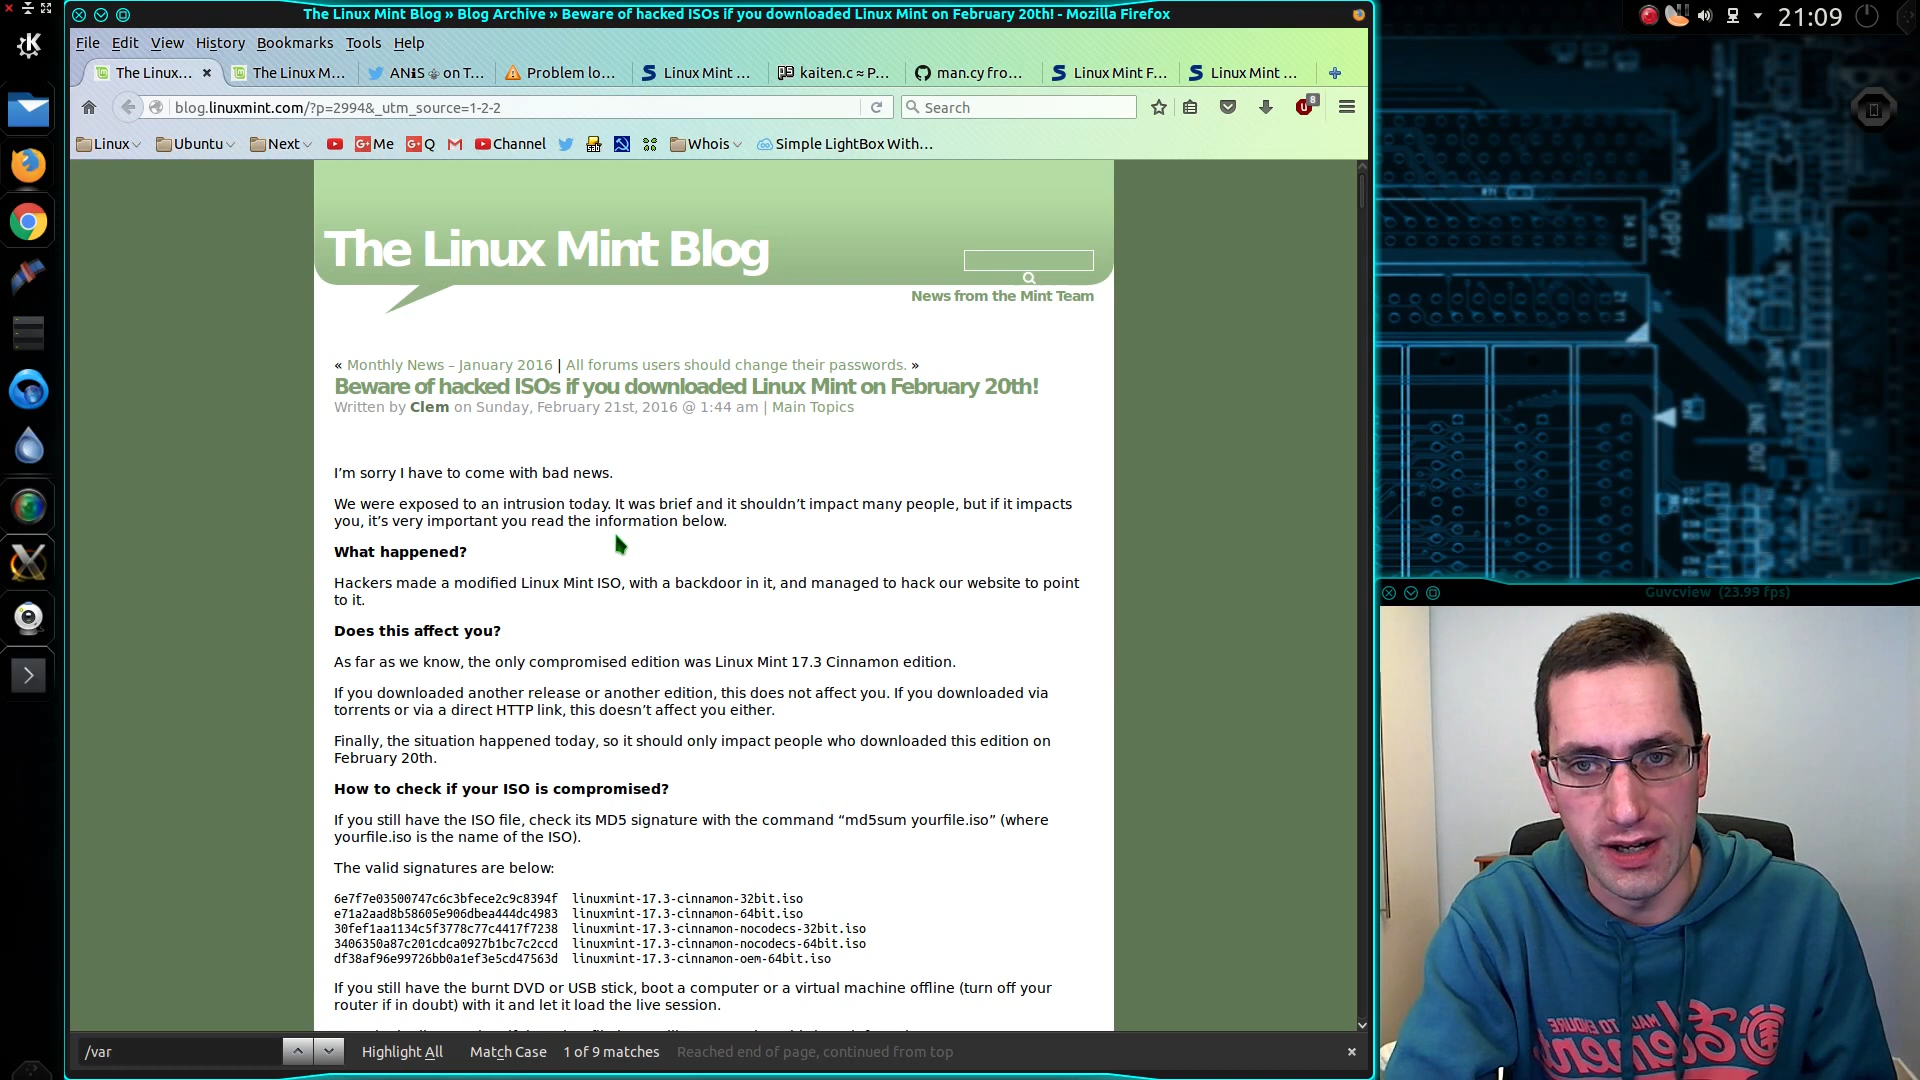 The Linux Mint Blog » Blog Archive » Beware of hacked ISOs if you downloaded Linux Mint on February 20th! - Mozilla Firefox
21:09
File Edit View History Bookmarks Tools Help
The Linux... The Linux M... ANiS on T... Problem lo... Linux Mint ... kaiten.c ≈ P... man.cy fro... Linux Mint F... Linux Mint ...
blog.linuxmint.com/?p=2994&_utm_source=1-2-2
Search
8
Linux Ubuntu Next G+ Me G+ Q Channel Whois Simple LightBox With...
The Linux Mint Blog
News from the Mint Team
« Monthly News – January 2016 | All forums users should change their passwords. »
Beware of hacked ISOs if you downloaded Linux Mint on February 20th!
Written by Clem on Sunday, February 21st, 2016 @ 1:44 am | Main Topics
I’m sorry I have to come with bad news.
We were exposed to an intrusion today. It was brief and it shouldn’t impact many people, but if it impacts
you, it’s very important you read the information below.
What happened?
Hackers made a modified Linux Mint ISO, with a backdoor in it, and managed to hack our website to point
to it.
Does this affect you?
As far as we know, the only compromised edition was Linux Mint 17.3 Cinnamon edition.
If you downloaded another release or another edition, this does not affect you. If you downloaded via
torrents or via a direct HTTP link, this doesn’t affect you either.
Finally, the situation happened today, so it should only impact people who downloaded this edition on
February 20th.
How to check if your ISO is compromised?
If you still have the ISO file, check its MD5 signature with the command “md5sum yourfile.iso” (where
yourfile.iso is the name of the ISO).
The valid signatures are below:
6e7f7e03500747c6c3bfece2c9c8394f linuxmint-17.3-cinnamon-32bit.iso
e71a2aad8b58605e906dbea444dc4983 linuxmint-17.3-cinnamon-64bit.iso
30fef1aa1134c5f3778c77c4417f7238 linuxmint-17.3-cinnamon-nocodecs-32bit.iso
3406350a87c201cdca0927b1bc7c2ccd linuxmint-17.3-cinnamon-nocodecs-64bit.iso
df38af96e99726bb0a1ef3e5cd47563d linuxmint-17.3-cinnamon-oem-64bit.iso
If you still have the burnt DVD or USB stick, boot a computer or a virtual machine offline (turn off your
router if in doubt) with it and let it load the live session.
/var Highlight All Match Case 1 of 9 matches Reached end of page, continued from top
Guvcview (23.99 fps)
FLOPPY
LINE IN
LINE OUT